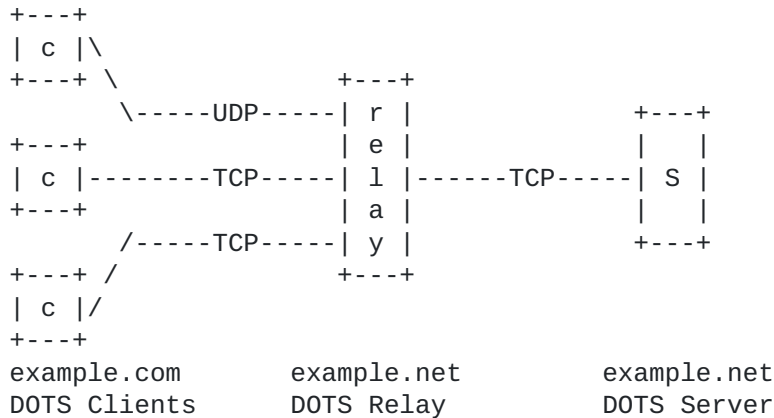 +---+
| c |\
+---+ \              +---+
       \-----UDP-----| r |             +---+
+---+                | e |             |   |
| c |--------TCP-----| l |------TCP-----| S |
+---+                | a |             |   |
       /-----TCP-----| y |             +---+
+---+ /              +---+
| c |/
+---+
example.com       example.net         example.net
DOTS Clients      DOTS Relay          DOTS Server